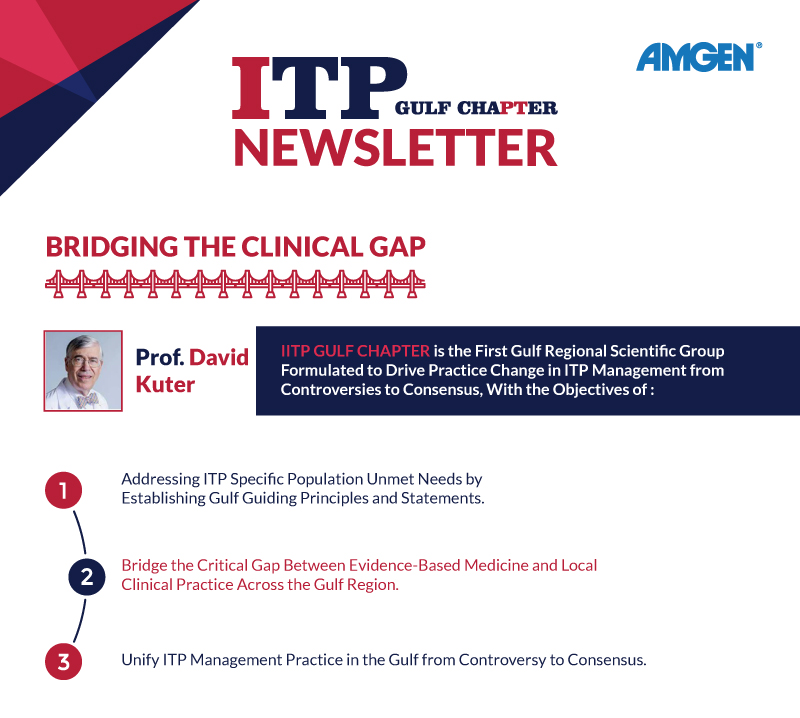 AMGEN®
ITP GULF CHAPTER
NEWSLETTER
BRIDGING THE CLINICAL GAP
Prof. David
Kuter
IITP GULF CHAPTER is the First Gulf Regional Scientific Group
Formulated to Drive Practice Change in ITP Management from
Controversies to Consensus, With the Objectives of :
1
Addressing ITP Specific Population Unmet Needs by
Establishing Gulf Guiding Principles and Statements.
2
Bridge the Critical Gap Between Evidence-Based Medicine and Local
Clinical Practice Across the Gulf Region.
3
Unify ITP Management Practice in the Gulf from Controversy to Consensus.